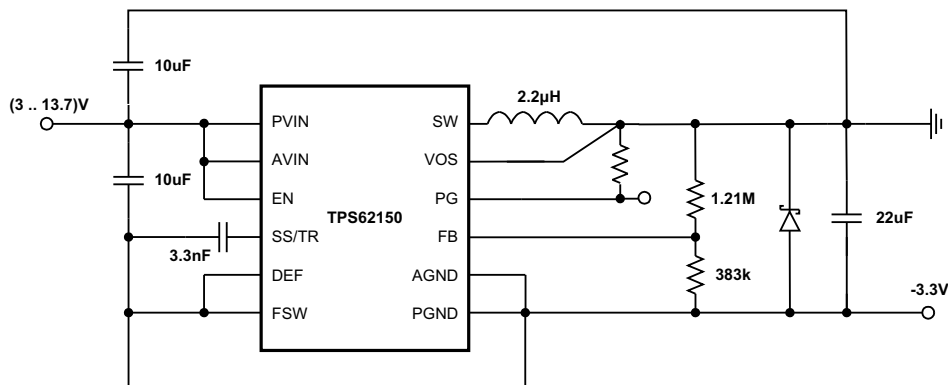 10uF
(3 .. 13.7)V
2.2µH
PVIN
SW
AVIN
VOS
10uF
EN
PG
TPS62150
1.21M
22uF
3.3nF
SS/TR
FB
DEF
AGND
383k
FSW
PGND
-3.3V